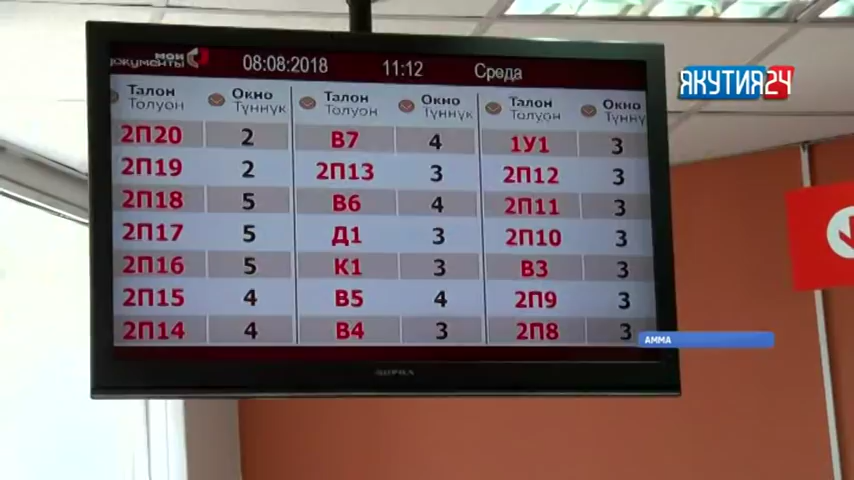 МОИ
ДОКУМЕНТЫ
08:08:2018 11:12 Среда
Талон Окно Талон Окно Талон Окно
Толуон Түннүк Толуон Түннүк Толуон Түннүк
2П20 2 В7 4 1У1 3
2П19 2 2П13 3 2П12 3
2П18 5 В6 4 2П11 3
2П17 5 Д1 3 2П10 3
2П16 5 К1 3 В3 3
2П15 4 В5 4 2П9 3
2П14 4 В4 3 2П8 3
SUPRA
ЯКУТИЯ24
АММА